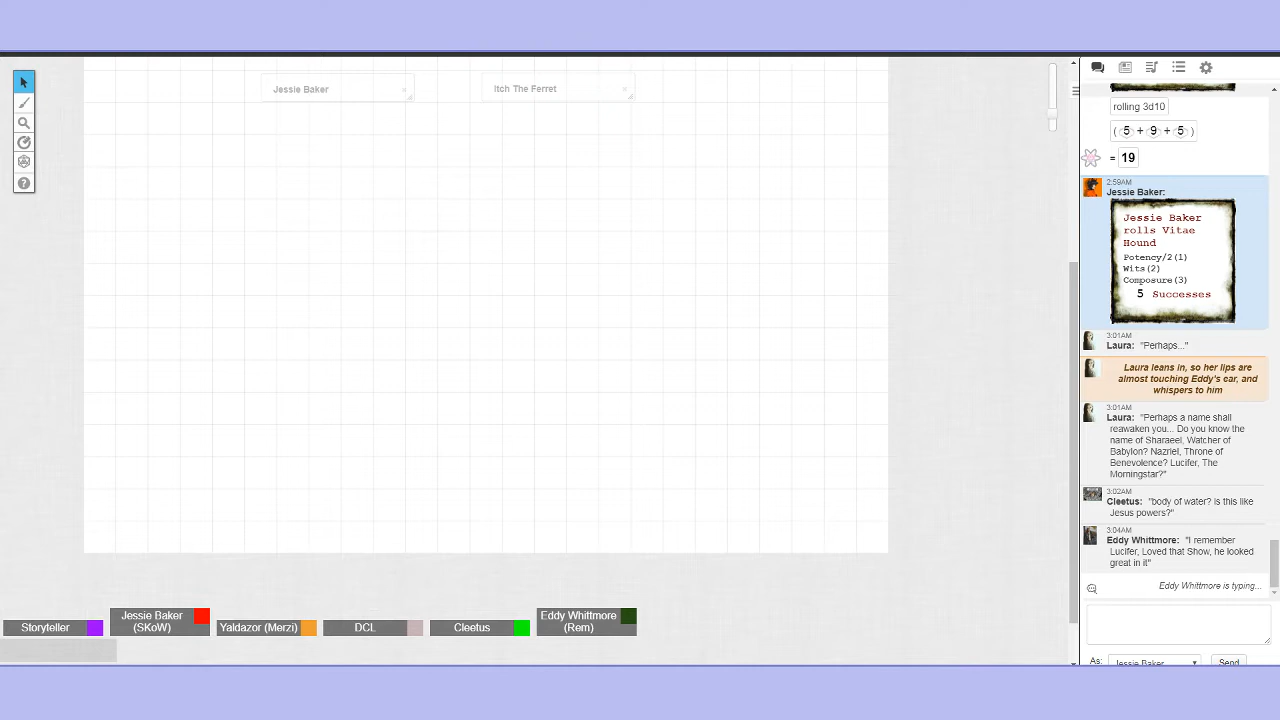 Jessie Baker ×
Itch The Ferret ×
rolling 3d10
( 5 + 9 + 5 )
= 19
2:59AM
Jessie Baker:
Jessie Baker
rolls Vitae
Hound
Potency/2(1)
Wits(2)
Composure(3)
5 Successes
3:01AM
Laura: "Perhaps..."
Laura leans in, so her lips are
almost touching Eddy's ear, and
whispers to him
3:01AM
Laura: "Perhaps a name shall
reawaken you... Do you know the
name of Sharaeel, Watcher of
Babylon? Nazriel, Throne of
Benevolence? Lucifer, The
Morningstar?"
3:02AM
Cleetus: "body of water? is this like
Jesus powers?"
3:04AM
Eddy Whittmore: "I remember
Lucifer, Loved that Show, he looked
great in it"
Eddy Whittmore is typing...
As: Jessie Baker Send
Storyteller
Jessie Baker
(SKoW)
Yaldazor (Merzi)
DCL
Cleetus
Eddy Whittmore
(Rem)